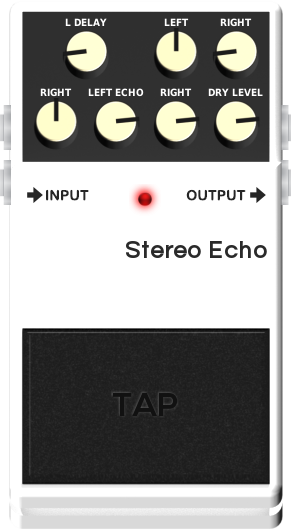 L DELAY LEFT RIGHT
RIGHT LEFT ECHO RIGHT DRY LEVEL
INPUT OUTPUT
Stereo Echo
TAP